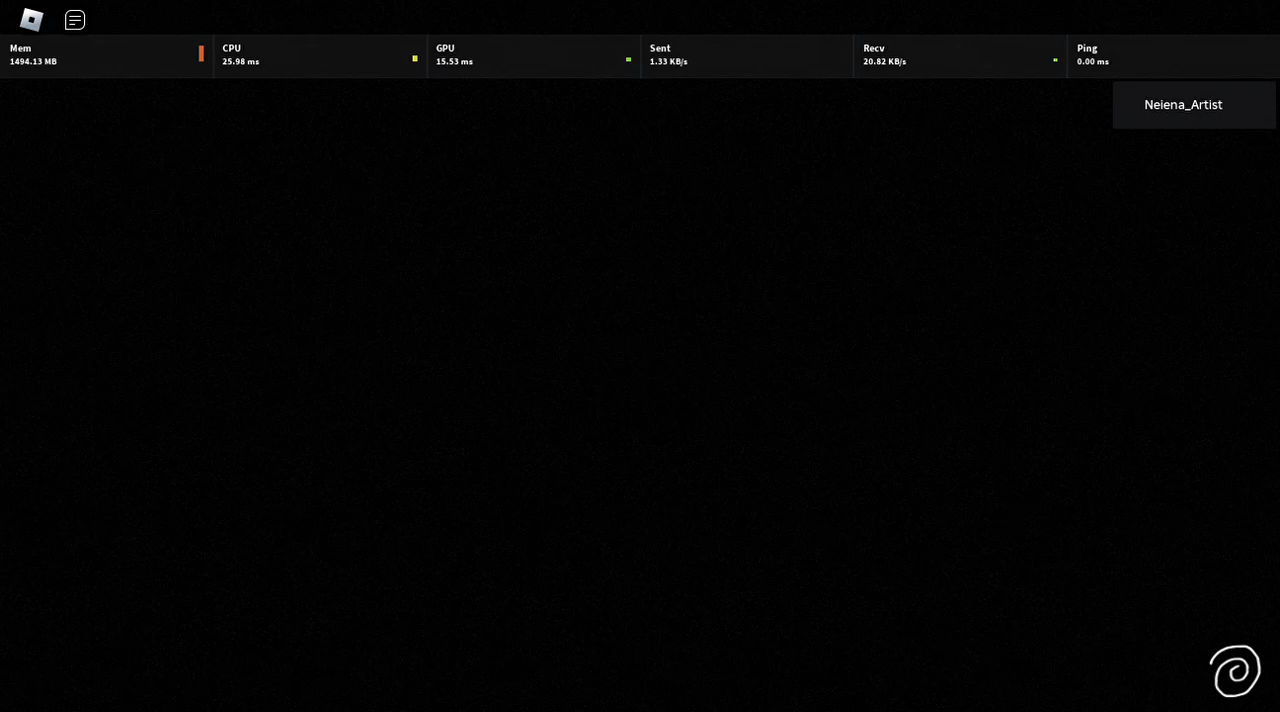 Mem CPU GPU Sent Recv Ping
1494.13 MB 25.98 ms 15.53 ms 1.33 KB/s 20.82 KB/s 0.00 ms
Neiena_Artist